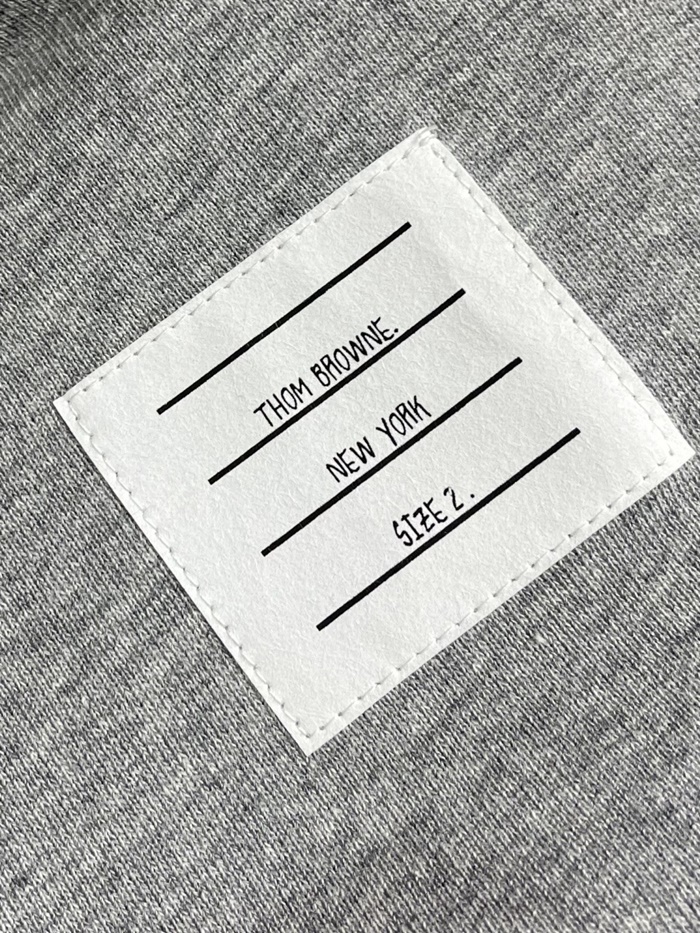 THOM BROWNE.
NEW YORK
SIZE 2.